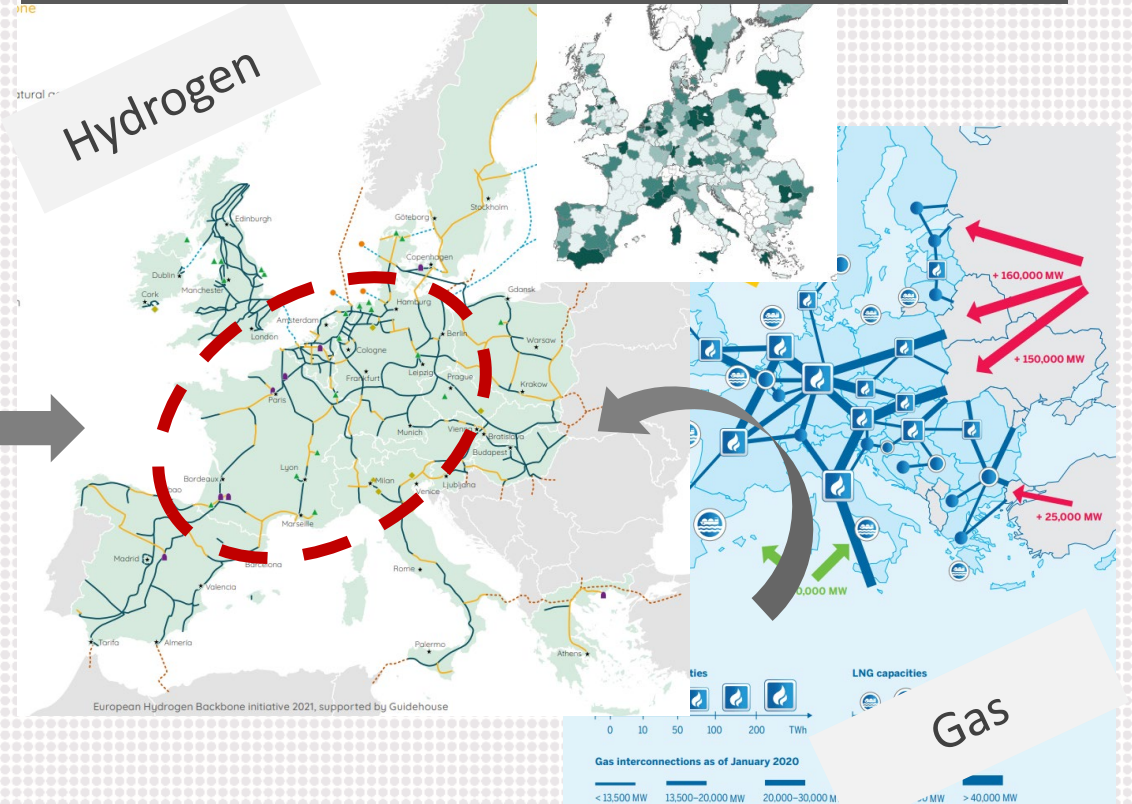 Hydrogen
Edinburgh
Göteborg
Stockholm
Copenhagen
Dublin
Manchester
Cork
London
Amsterdam
Hamburg
Gdansk
Berlin
Warsaw
Cologne
Leipzig
Frankfurt
Prague
Krakow
Paris
Munich
Vienna
Bratislava
Budapest
Lyon
Milan
Venice
Ljubljana
Bordeaux
Marseille
Madrid
Barcelona
Valencia
Rome
Tarifa
Almería
Palermo
Athens
European Hydrogen Backbone initiative 2021, supported by Guidehouse
+ 160,000 MW
+ 150,000 MW
+ 25,000 MW
0,000 MW
LNG capacities
0 10 50 100 200 TWh
Gas
Gas interconnections as of January 2020
< 13,500 MW 13,500–20,000 MW 20,000–30,000 M > 40,000 MW